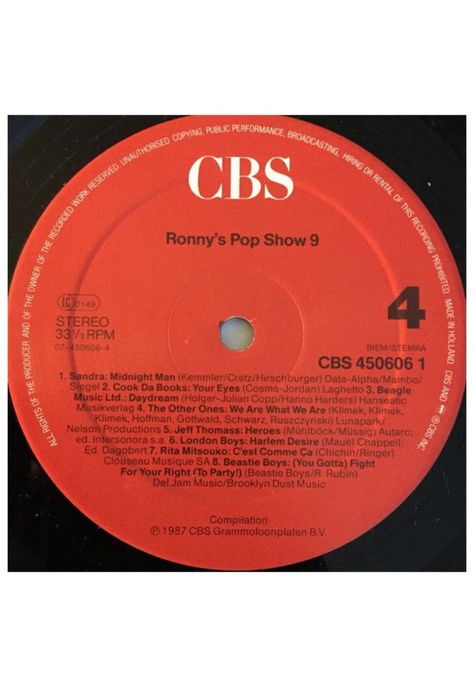 ALL RIGHTS OF THE PRODUCER AND OF THE OWNER OF THE RECORDED WORK RESERVED. UNAUTHORISED COPYING, PUBLIC PERFORMANCE, BROADCASTING, HIRING OR RENTAL OF THIS RECORDING PROHIBITED. MADE IN HOLLAND. CBS AND ARE ® CBS INC.
CBS
Ronny's Pop Show 9
LC 0149
STEREO
33 1/3 RPM
07-450606-4
4
BIEM/STEMRA
CBS 450606 1
1. Sandra: Midnight Man (Kemmler/Cretz/Hirschburger) Data-Alpha/Mambo/
Siegel 2. Cook Da Books: Your Eyes (Cosma-Jordan) Laghetto 3. Beagle
Music Ltd.: Daydream (Holger-Julian Copp/Hanno Harders) Hanseatic
Musikverlag 4. The Other Ones: We Are What We Are (Klimek, Klimek,
Klimek, Hoffman, Gottwald, Schwarz, Ruszczynski) Lunapark/
Nelson Productions 5. Jeff Thomass: Heroes (Mühlböck/Müssig) Autarc;
ed. intersonora s.a. 6. London Boys: Harlem Desire (Maué) Chappell;
Ed. Dagobert 7. Rita Mitsouko: C'est Comme Ça (Chichin/Ringer)
Clouseau Musique SA 8. Beastie Boys: (You Gotta) Fight
For Your Right (To Party!) (Beastie Boys/R. Rubin)
Def Jam Music/Brooklyn Dust Music
Compilation
℗ 1987 CBS Grammofoonplaten B.V.